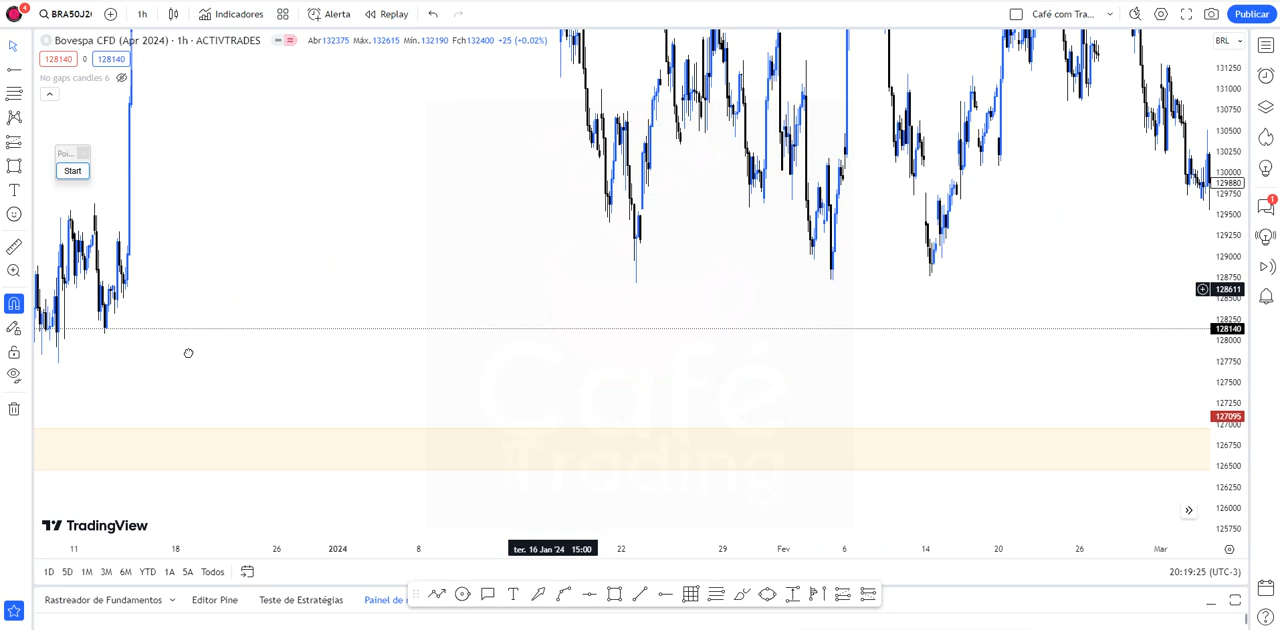 4 BRA50J2 1h Indicadores Alerta Replay Café com Tra... Publicar
Bovespa CFD (Apr 2024) · 1h · ACTIVTRADES Abr132375 Máx.132615 Mín.132190 Fch132400 +25 (+0.02%) BRL
128140 0 128140
No gaps candles 6
Poi...
Start
131250
131000
130750
130500
130250
130000
129880
129750
129500
129250
129000
128750
128611
128500
128250
128140
128000
127750
127500
127250
127095
127000
126750
126500
126250
126000
125750
1
Café
Trading
TradingView
11 18 26 2024 8 ter. 16 Jan '24 15:00 22 29 Fev 6 14 20 26 Mar
1D 5D 1M 3M 6M YTD 1A 5A Todos 20:19:25 (UTC-3)
Rastreador de Fundamentos Editor Pine Teste de Estratégias Painel de